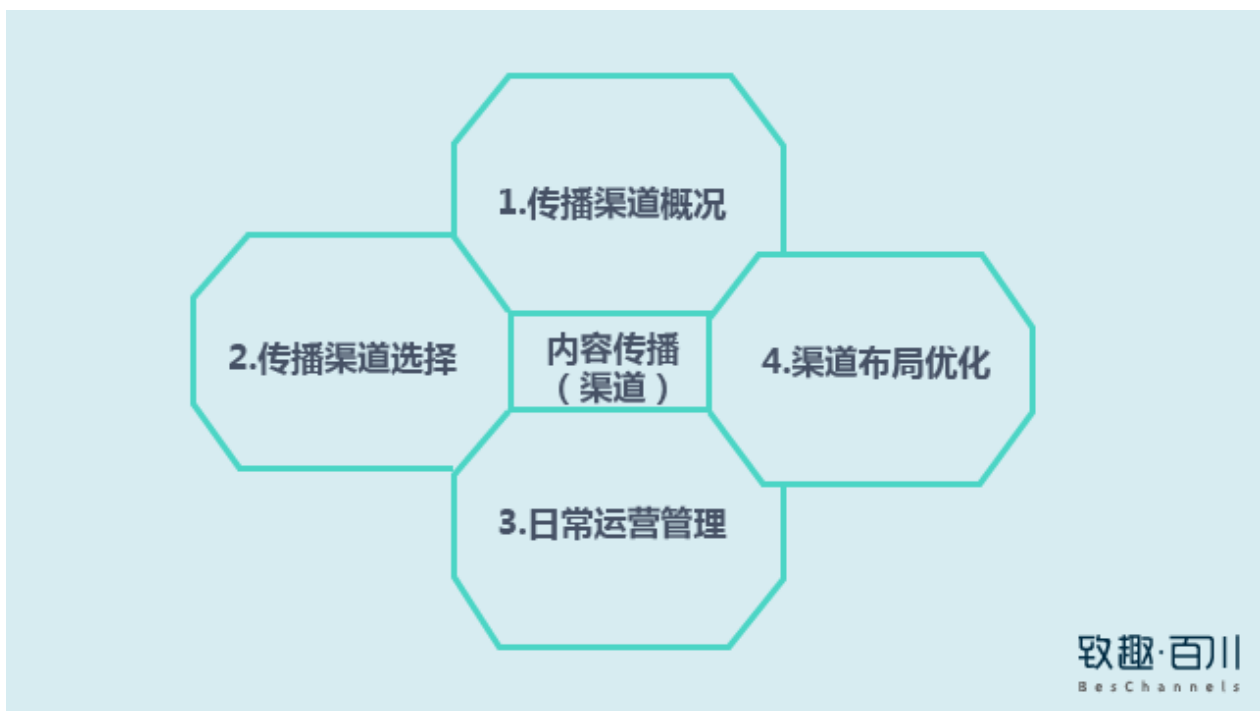 1.传播渠道概况
2.传播渠道选择
内容传播
（渠道）
4.渠道布局优化
3.日常运营管理
致趣·百川
BesChannels